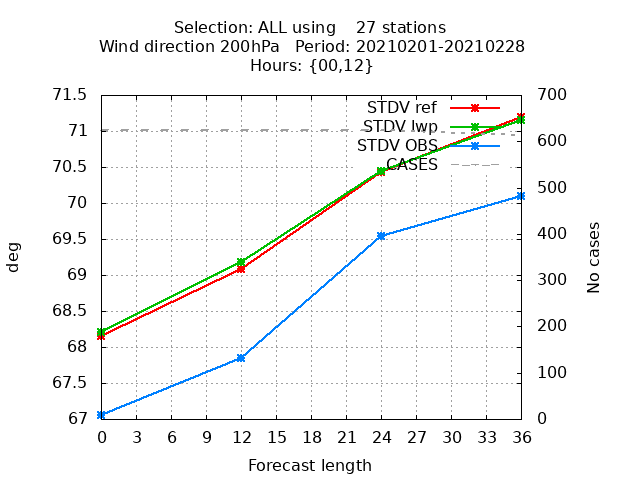 Selection: ALL using    27 stations
Wind direction 200hPa   Period: 20210201-20210228
Hours: {00,12}
STDV ref
STDV lwp
STDV OBS
CASES
71.5
71
70.5
70
69.5
69
68.5
68
67.5
67
deg
700
600
500
400
300
200
100
0
No cases
0 3 6 9 12 15 18 21 24 27 30 33 36
Forecast length